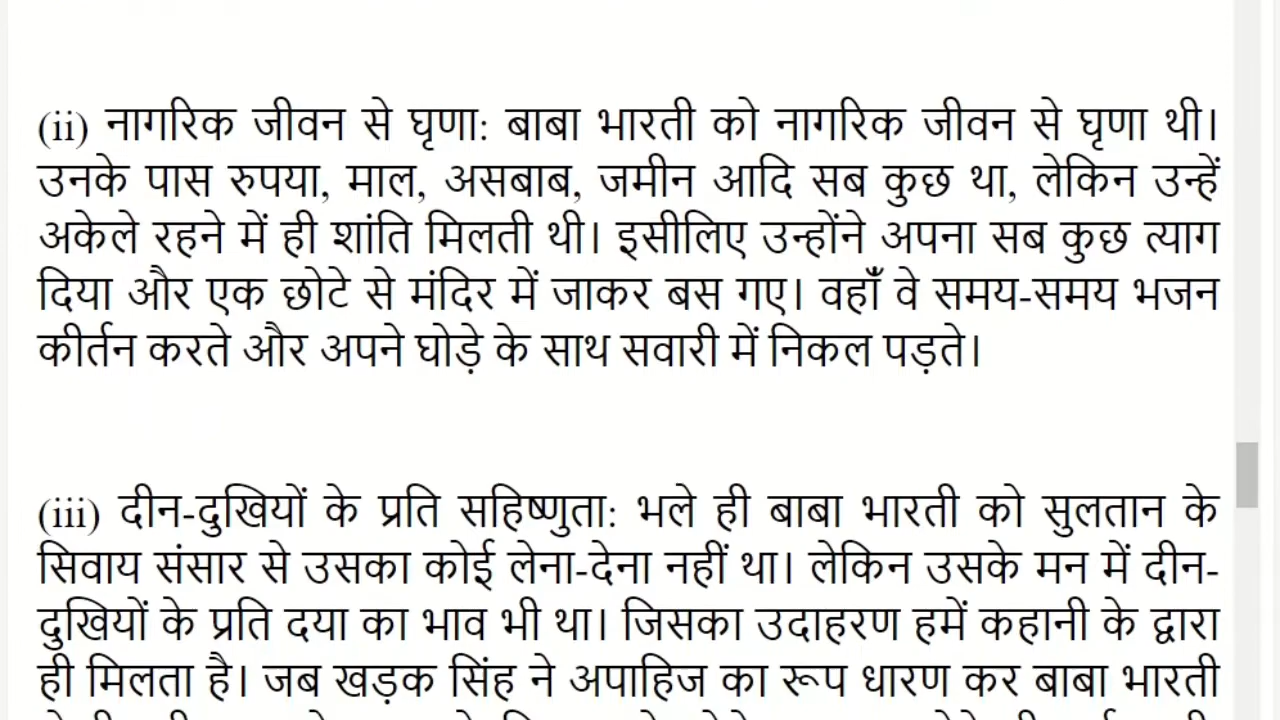 (ii) नागरिक जीवन से घृणा: बाबा भारती को नागरिक जीवन से घृणा थी।
उनके पास रुपया, माल, असबाब, जमीन आदि सब कुछ था, लेकिन उन्हें
अकेले रहने में ही शांति मिलती थी। इसीलिए उन्होंने अपना सब कुछ त्याग
दिया और एक छोटे से मंदिर में जाकर बस गए। वहाँ वे समय-समय भजन
कीर्तन करते और अपने घोड़े के साथ सवारी में निकल पड़ते।
(iii) दीन-दुखियों के प्रति सहिष्णुता: भले ही बाबा भारती को सुलतान के
सिवाय संसार से उसका कोई लेना-देना नहीं था। लेकिन उसके मन में दीन-
दुखियों के प्रति दया का भाव भी था। जिसका उदाहरण हमें कहानी के द्वारा
ही मिलता है। जब खड़क सिंह ने अपाहिज का रूप धारण कर बाबा भारती